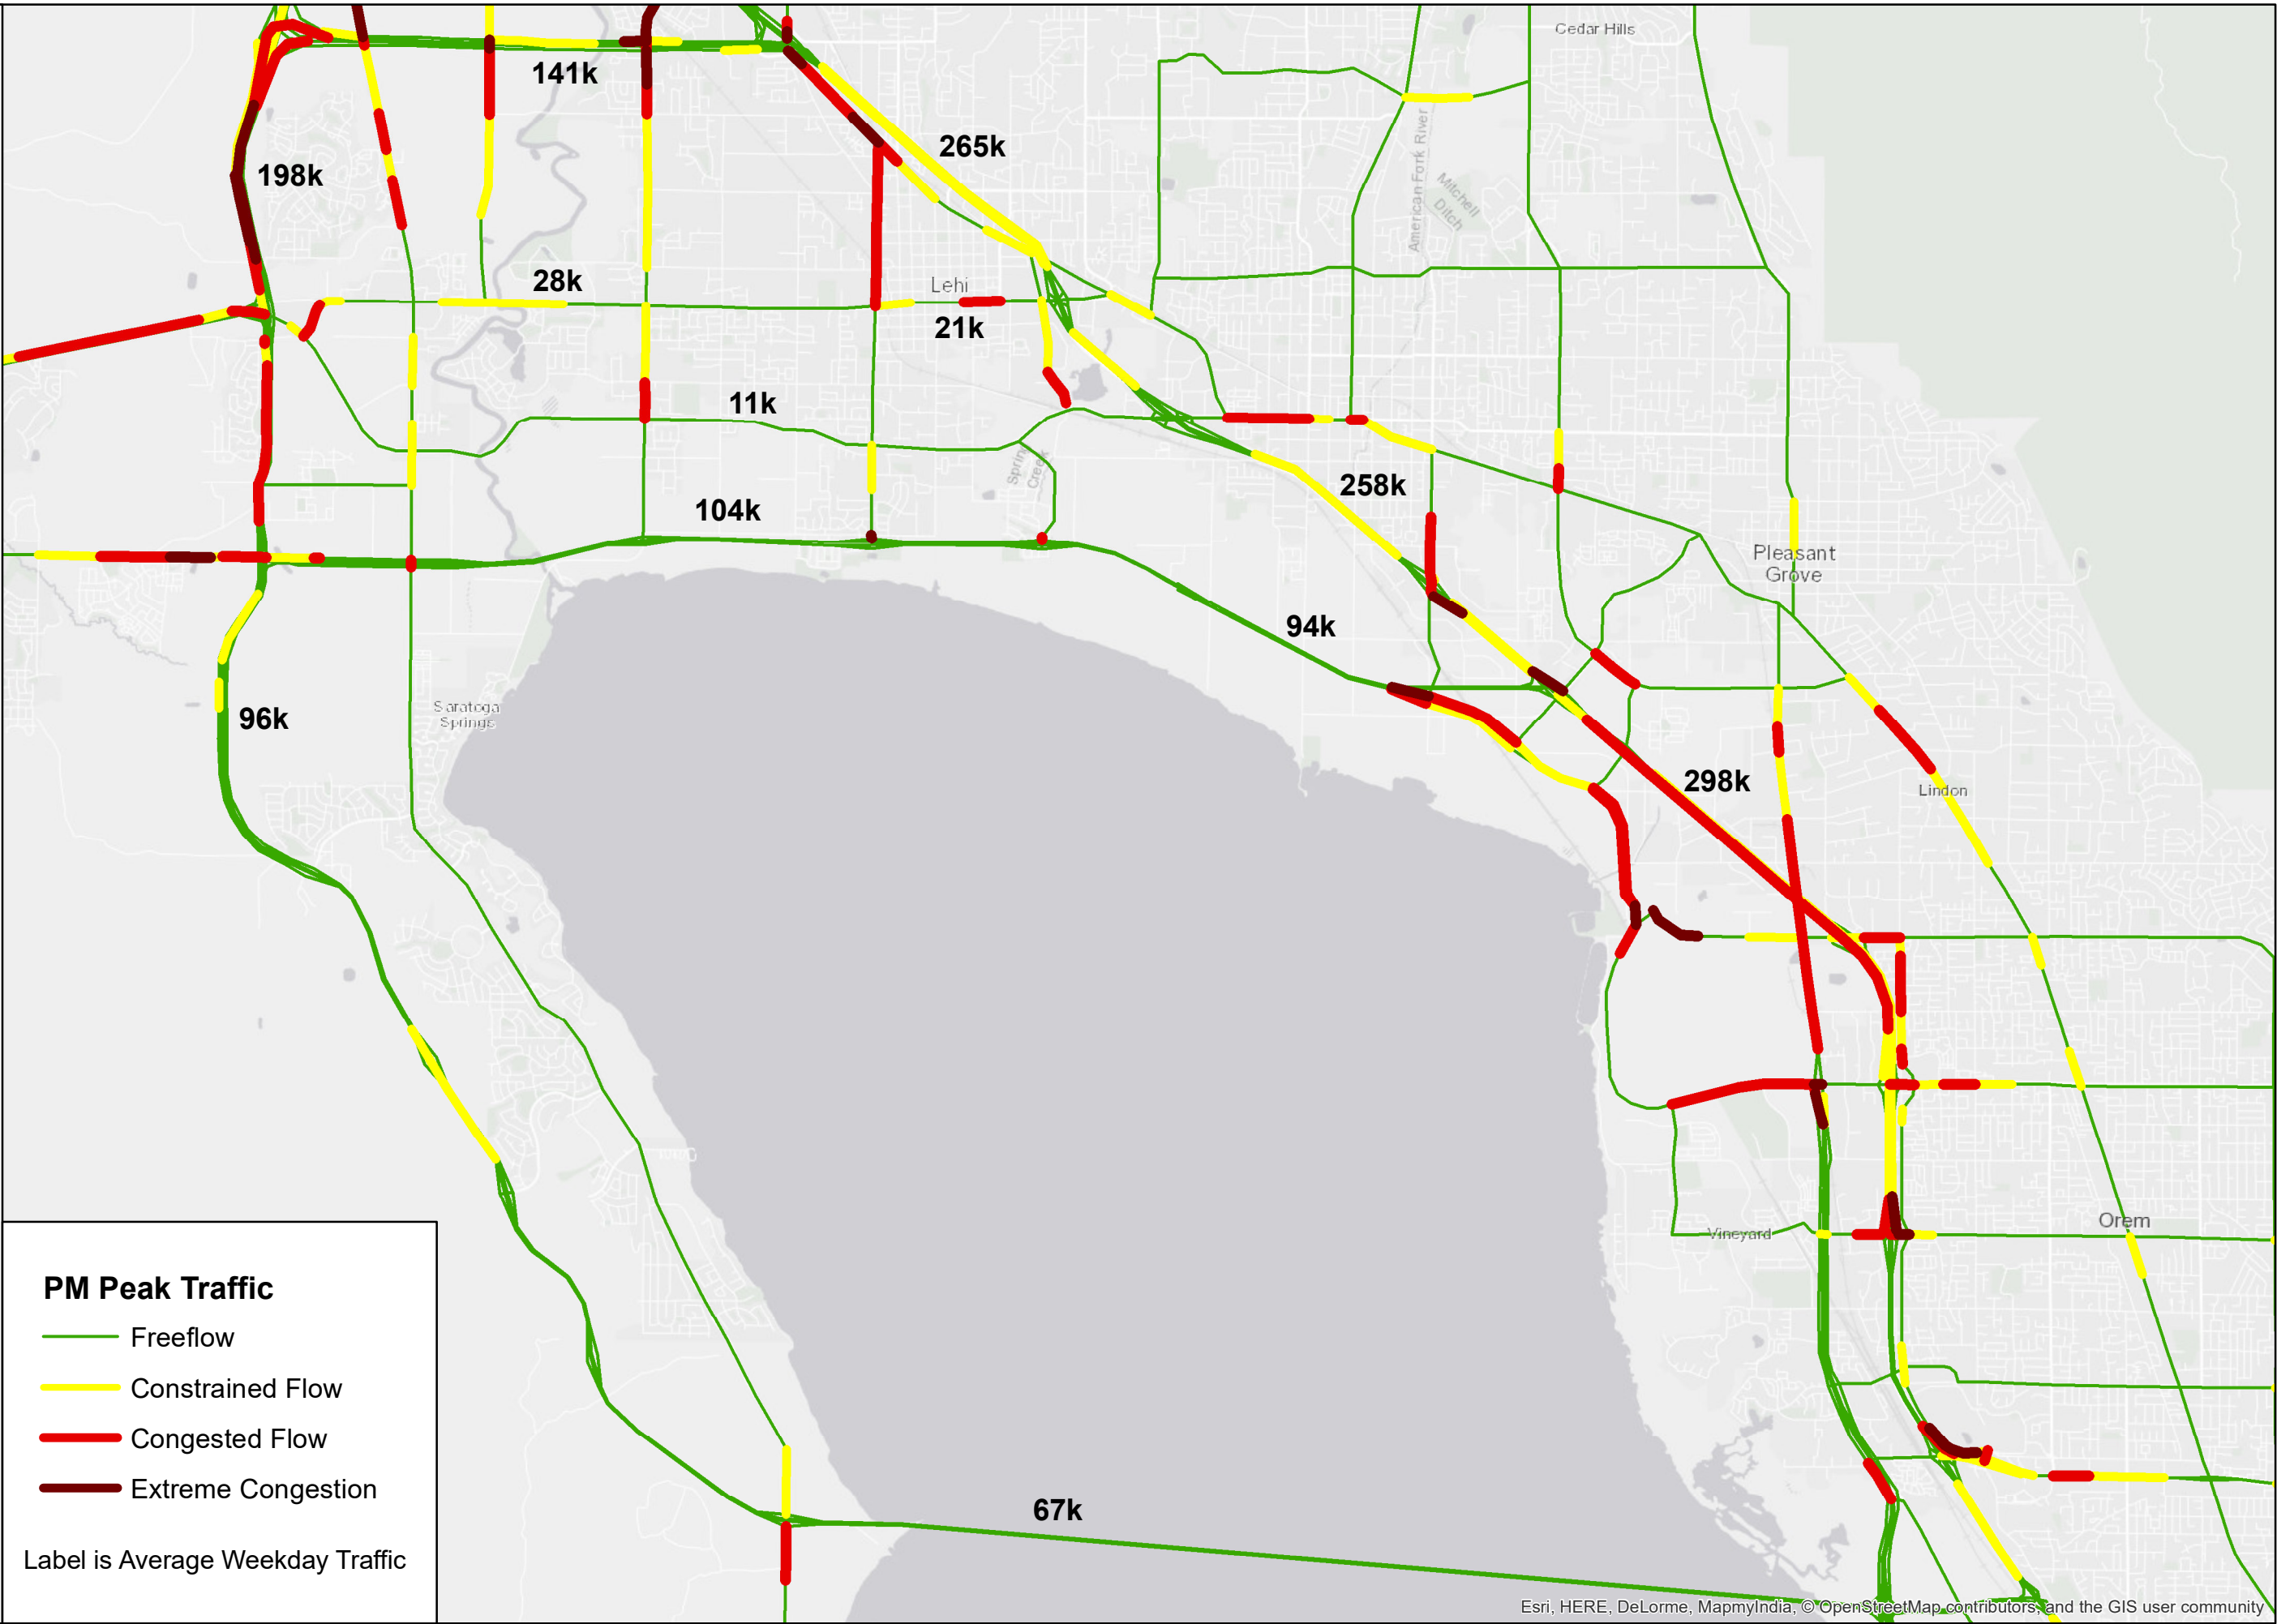 Cedar Hills
141k
265k
198k
American Fork River
Mitchell
Ditch
28k
Lehi
21k
11k
Spring
Creek
258k
104k
Pleasant
Grove
94k
Saratoga
Springs
96k
298k
Lindon
Orem
Vineyard
PM Peak Traffic
Freeflow
Constrained Flow
Congested Flow
Extreme Congestion
67k
Label is Average Weekday Traffic
Esri, HERE, DeLorme, MapmyIndia, © OpenStreetMap contributors, and the GIS user community